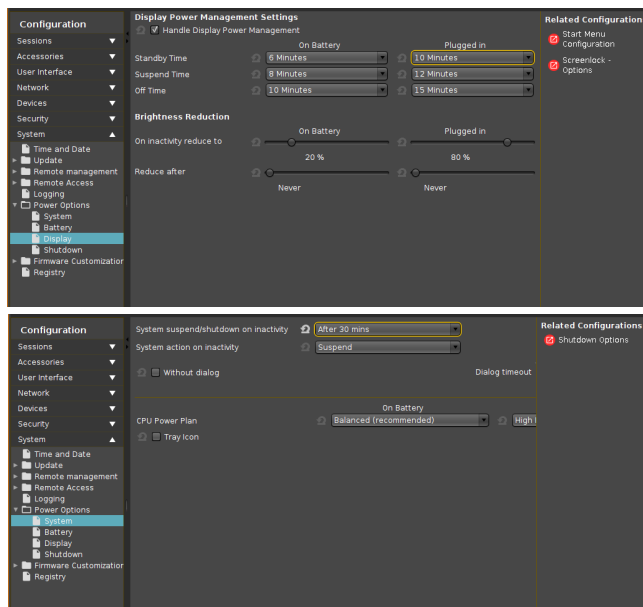 Configuration
Sessions
Accessories
User Interface
Network
Devices
Security
System
Time and Date
Update
Remote management
Remote Access
Logging
Power Options
System
Battery
Display
Shutdown
Firmware Customization
Registry
Display Power Management Settings
Handle Display Power Management
On Battery Plugged in
Standby Time 6 Minutes 10 Minutes
Suspend Time 8 Minutes 12 Minutes
Off Time 10 Minutes 15 Minutes
Brightness Reduction
On Battery Plugged in
On inactivity reduce to
20 % 80 %
Reduce after
Never Never
Related Configuration
Start Menu
Configuration
Screenlock -
Options
Configuration
Sessions
Accessories
User Interface
Network
Devices
Security
System
Time and Date
Update
Remote management
Remote Access
Logging
Power Options
System
Battery
Display
Shutdown
Firmware Customization
Registry
System suspend/shutdown on inactivity After 30 mins
System action on inactivity Suspend
Without dialog Dialog timeout
On Battery
CPU Power Plan Balanced (recommended) High
Tray Icon
Related Configurations
Shutdown Options